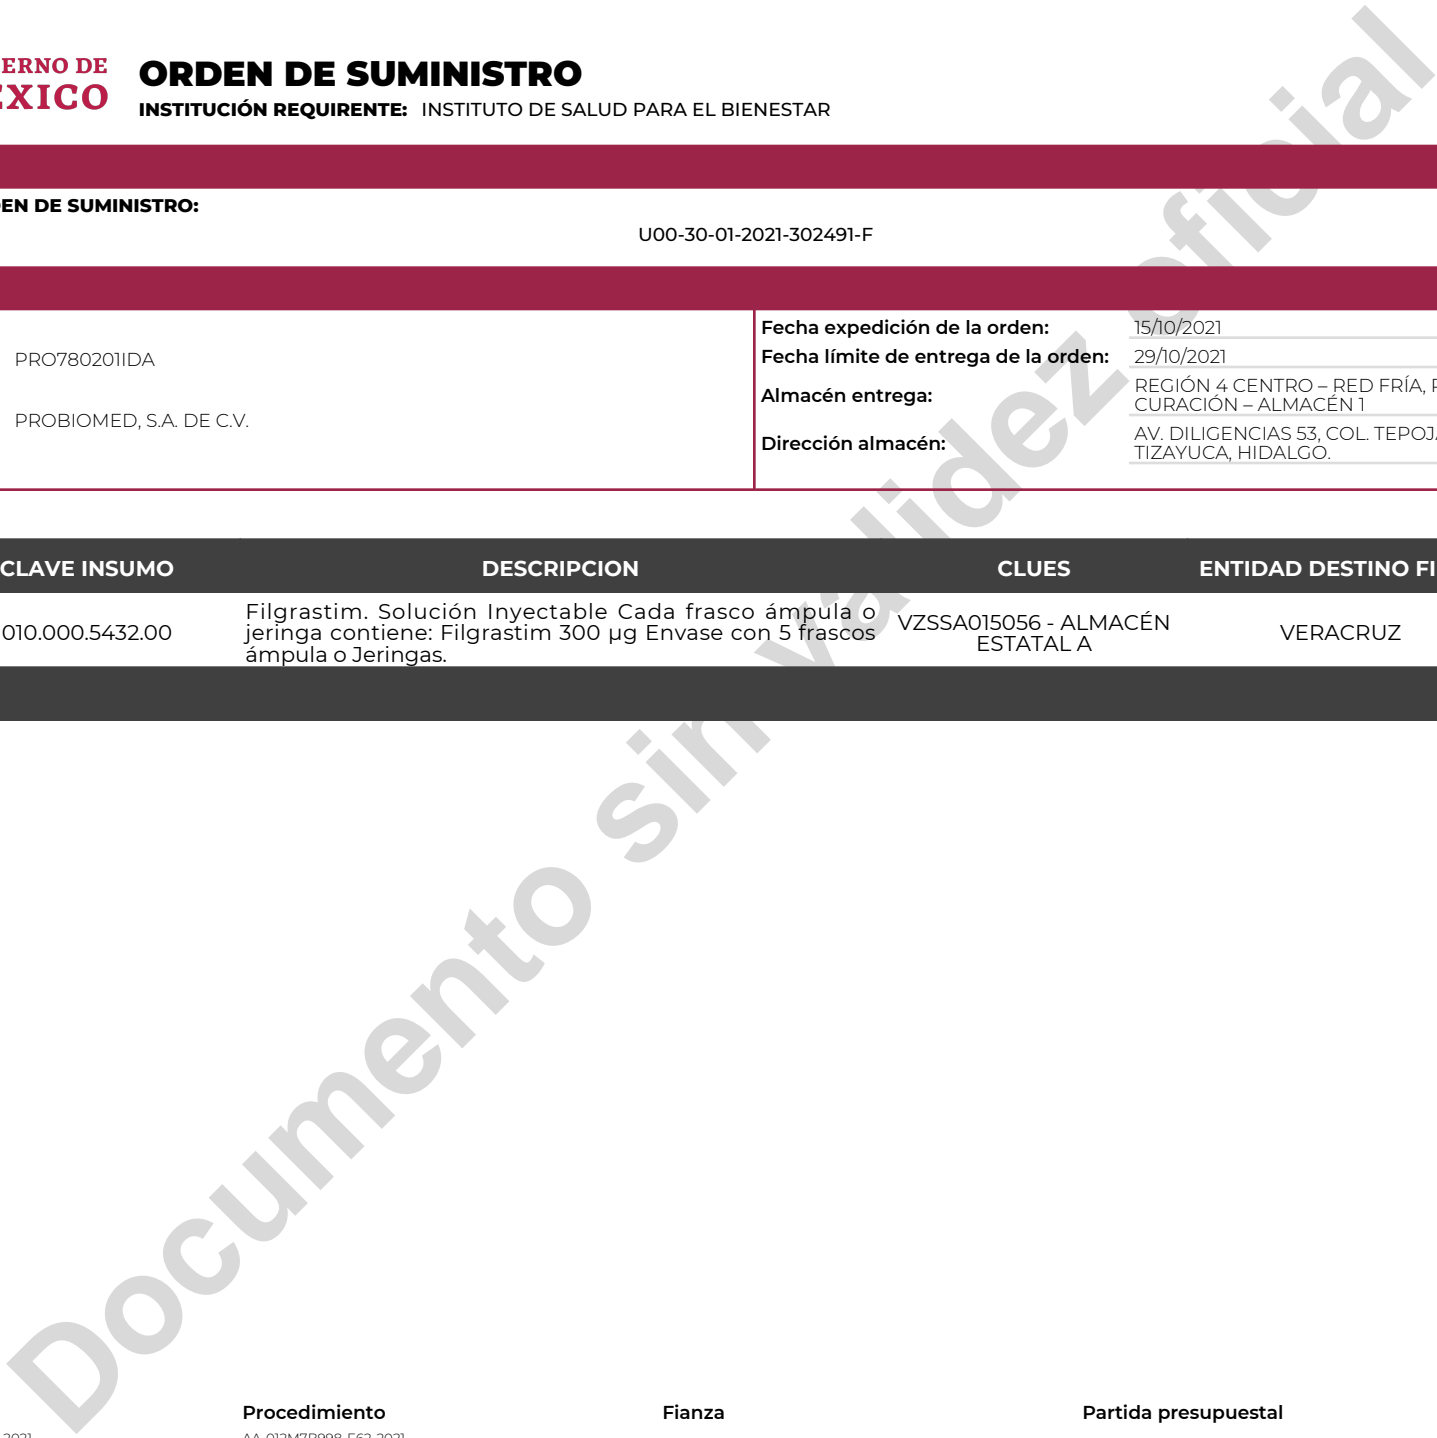 ERNO DE
EXICO
ORDEN DE SUMINISTRO
INSTITUCIÓN REQUIRENTE: INSTITUTO DE SALUD PARA EL BIENESTAR
EN DE SUMINISTRO:
U00-30-01-2021-302491-F
PRO780201IDA
PROBIOMED, S.A. DE C.V.
Fecha expedición de la orden: 15/10/2021
Fecha límite de entrega de la orden: 29/10/2021
Almacén entrega: REGIÓN 4 CENTRO – RED FRÍA,
CURACIÓN – ALMACÉN 1
Dirección almacén: AV. DILIGENCIAS 53, COL. TEPOJA
TIZAYUCA, HIDALGO.
CLAVE INSUMO DESCRIPCION CLUES ENTIDAD DESTINO FI
010.000.5432.00
Filgrastim. Solución Inyectable Cada frasco ámpula o
jeringa contiene: Filgrastim 300 µg Envase con 5 frascos
ámpula o Jeringas.
VZSSA015056 - ALMACÉN
ESTATAL A
VERACRUZ
Documento sin validez oficial
Procedimiento Fianza Partida presupuestal